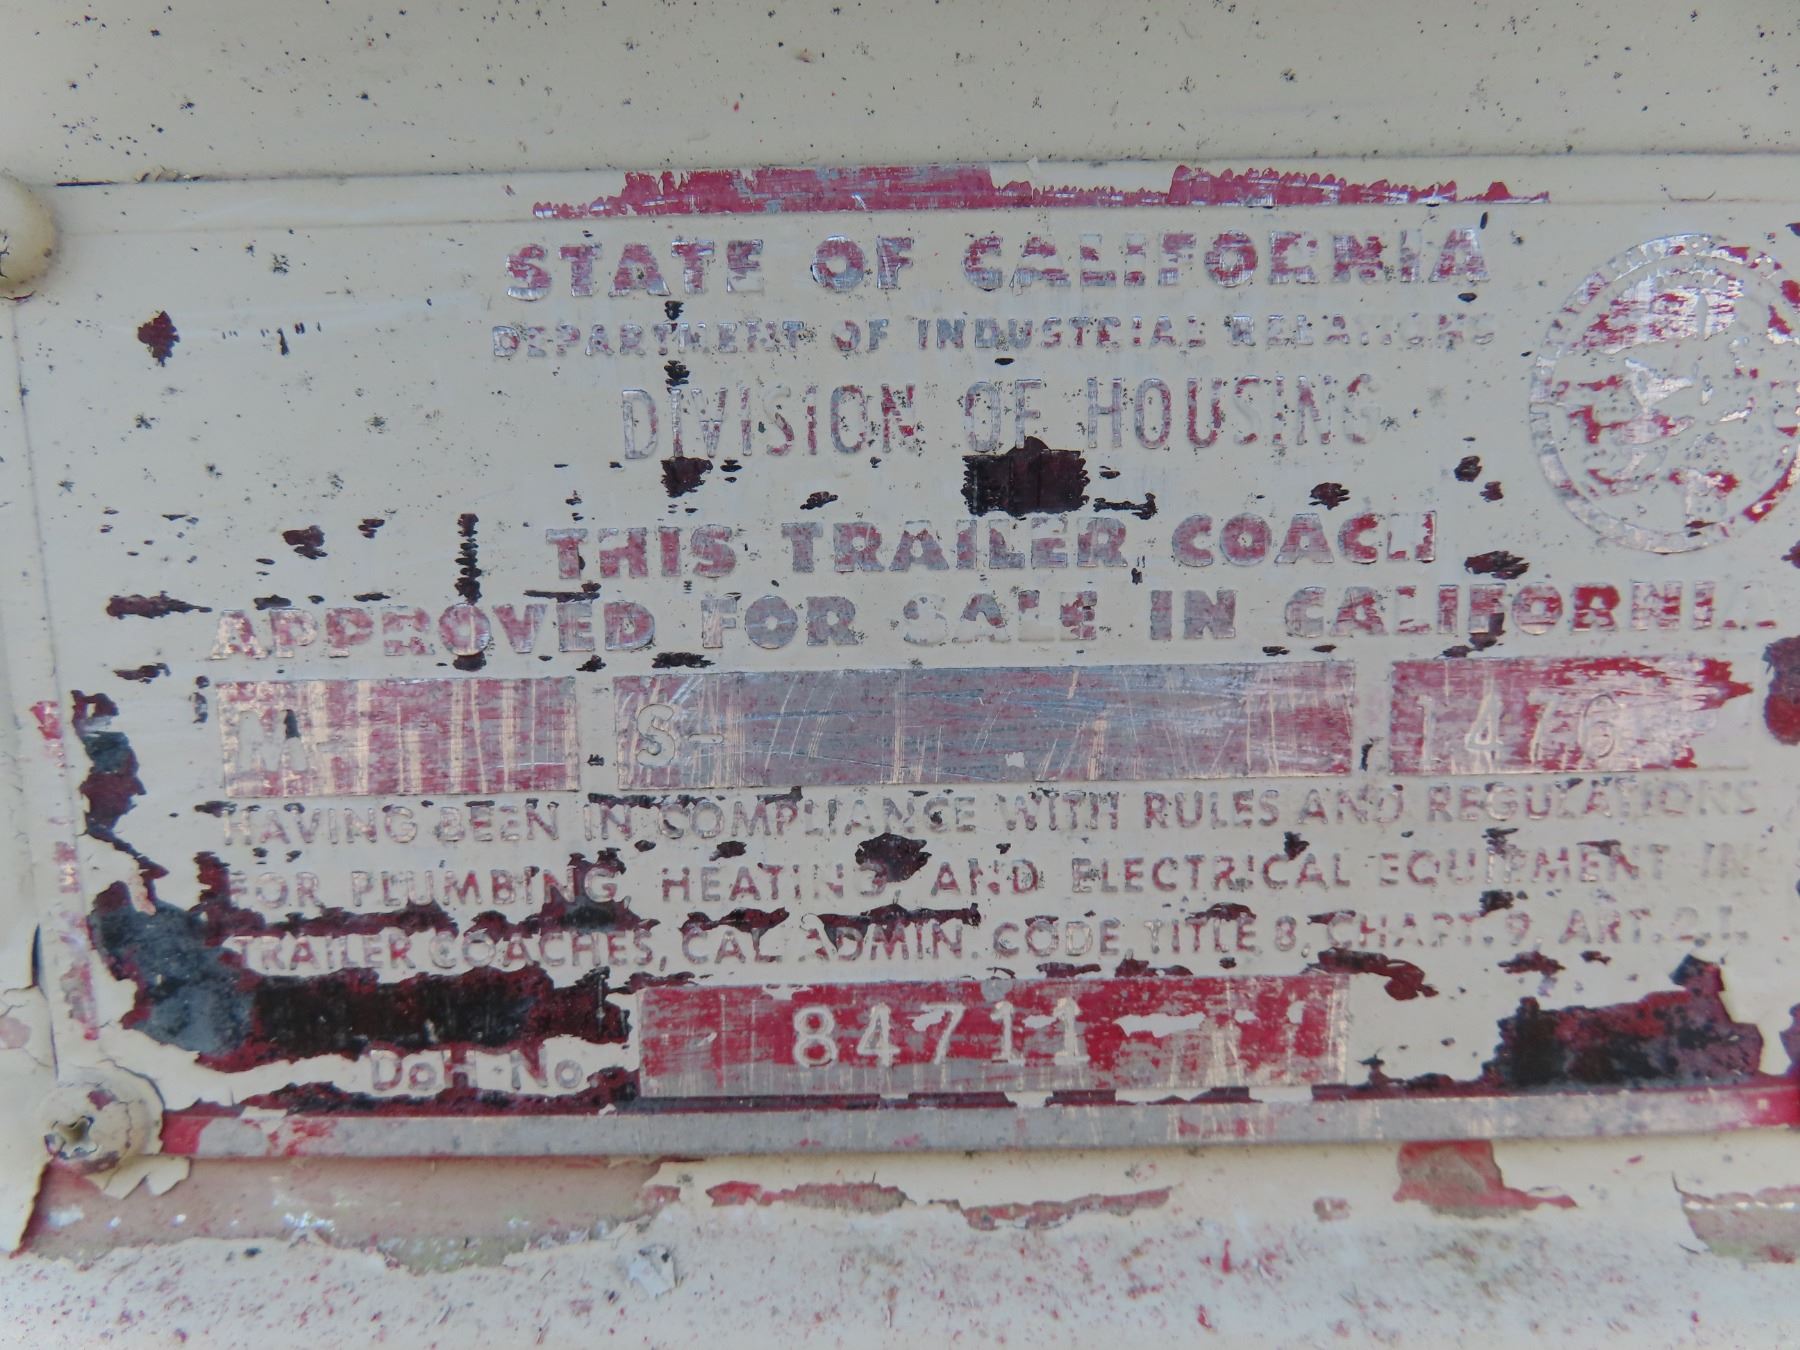 STATE OF CALIFORNIA
DEPARTMENT OF INDUSTRIAL RELATIONS
DIVISION OF HOUSING
THIS TRAILER COACH
APPROVED FOR SALE IN CALIFORNIA
M- S- 1476
HAVING BEEN IN COMPLIANCE WITH RULES AND REGULATIONS
FOR PLUMBING, HEATING, AND ELECTRICAL EQUIPMENT IN
TRAILER COACHES, CAL. ADMIN. CODE, TITLE 8, CHAPT. 9, ART. 2.1.
DOH No. 84711